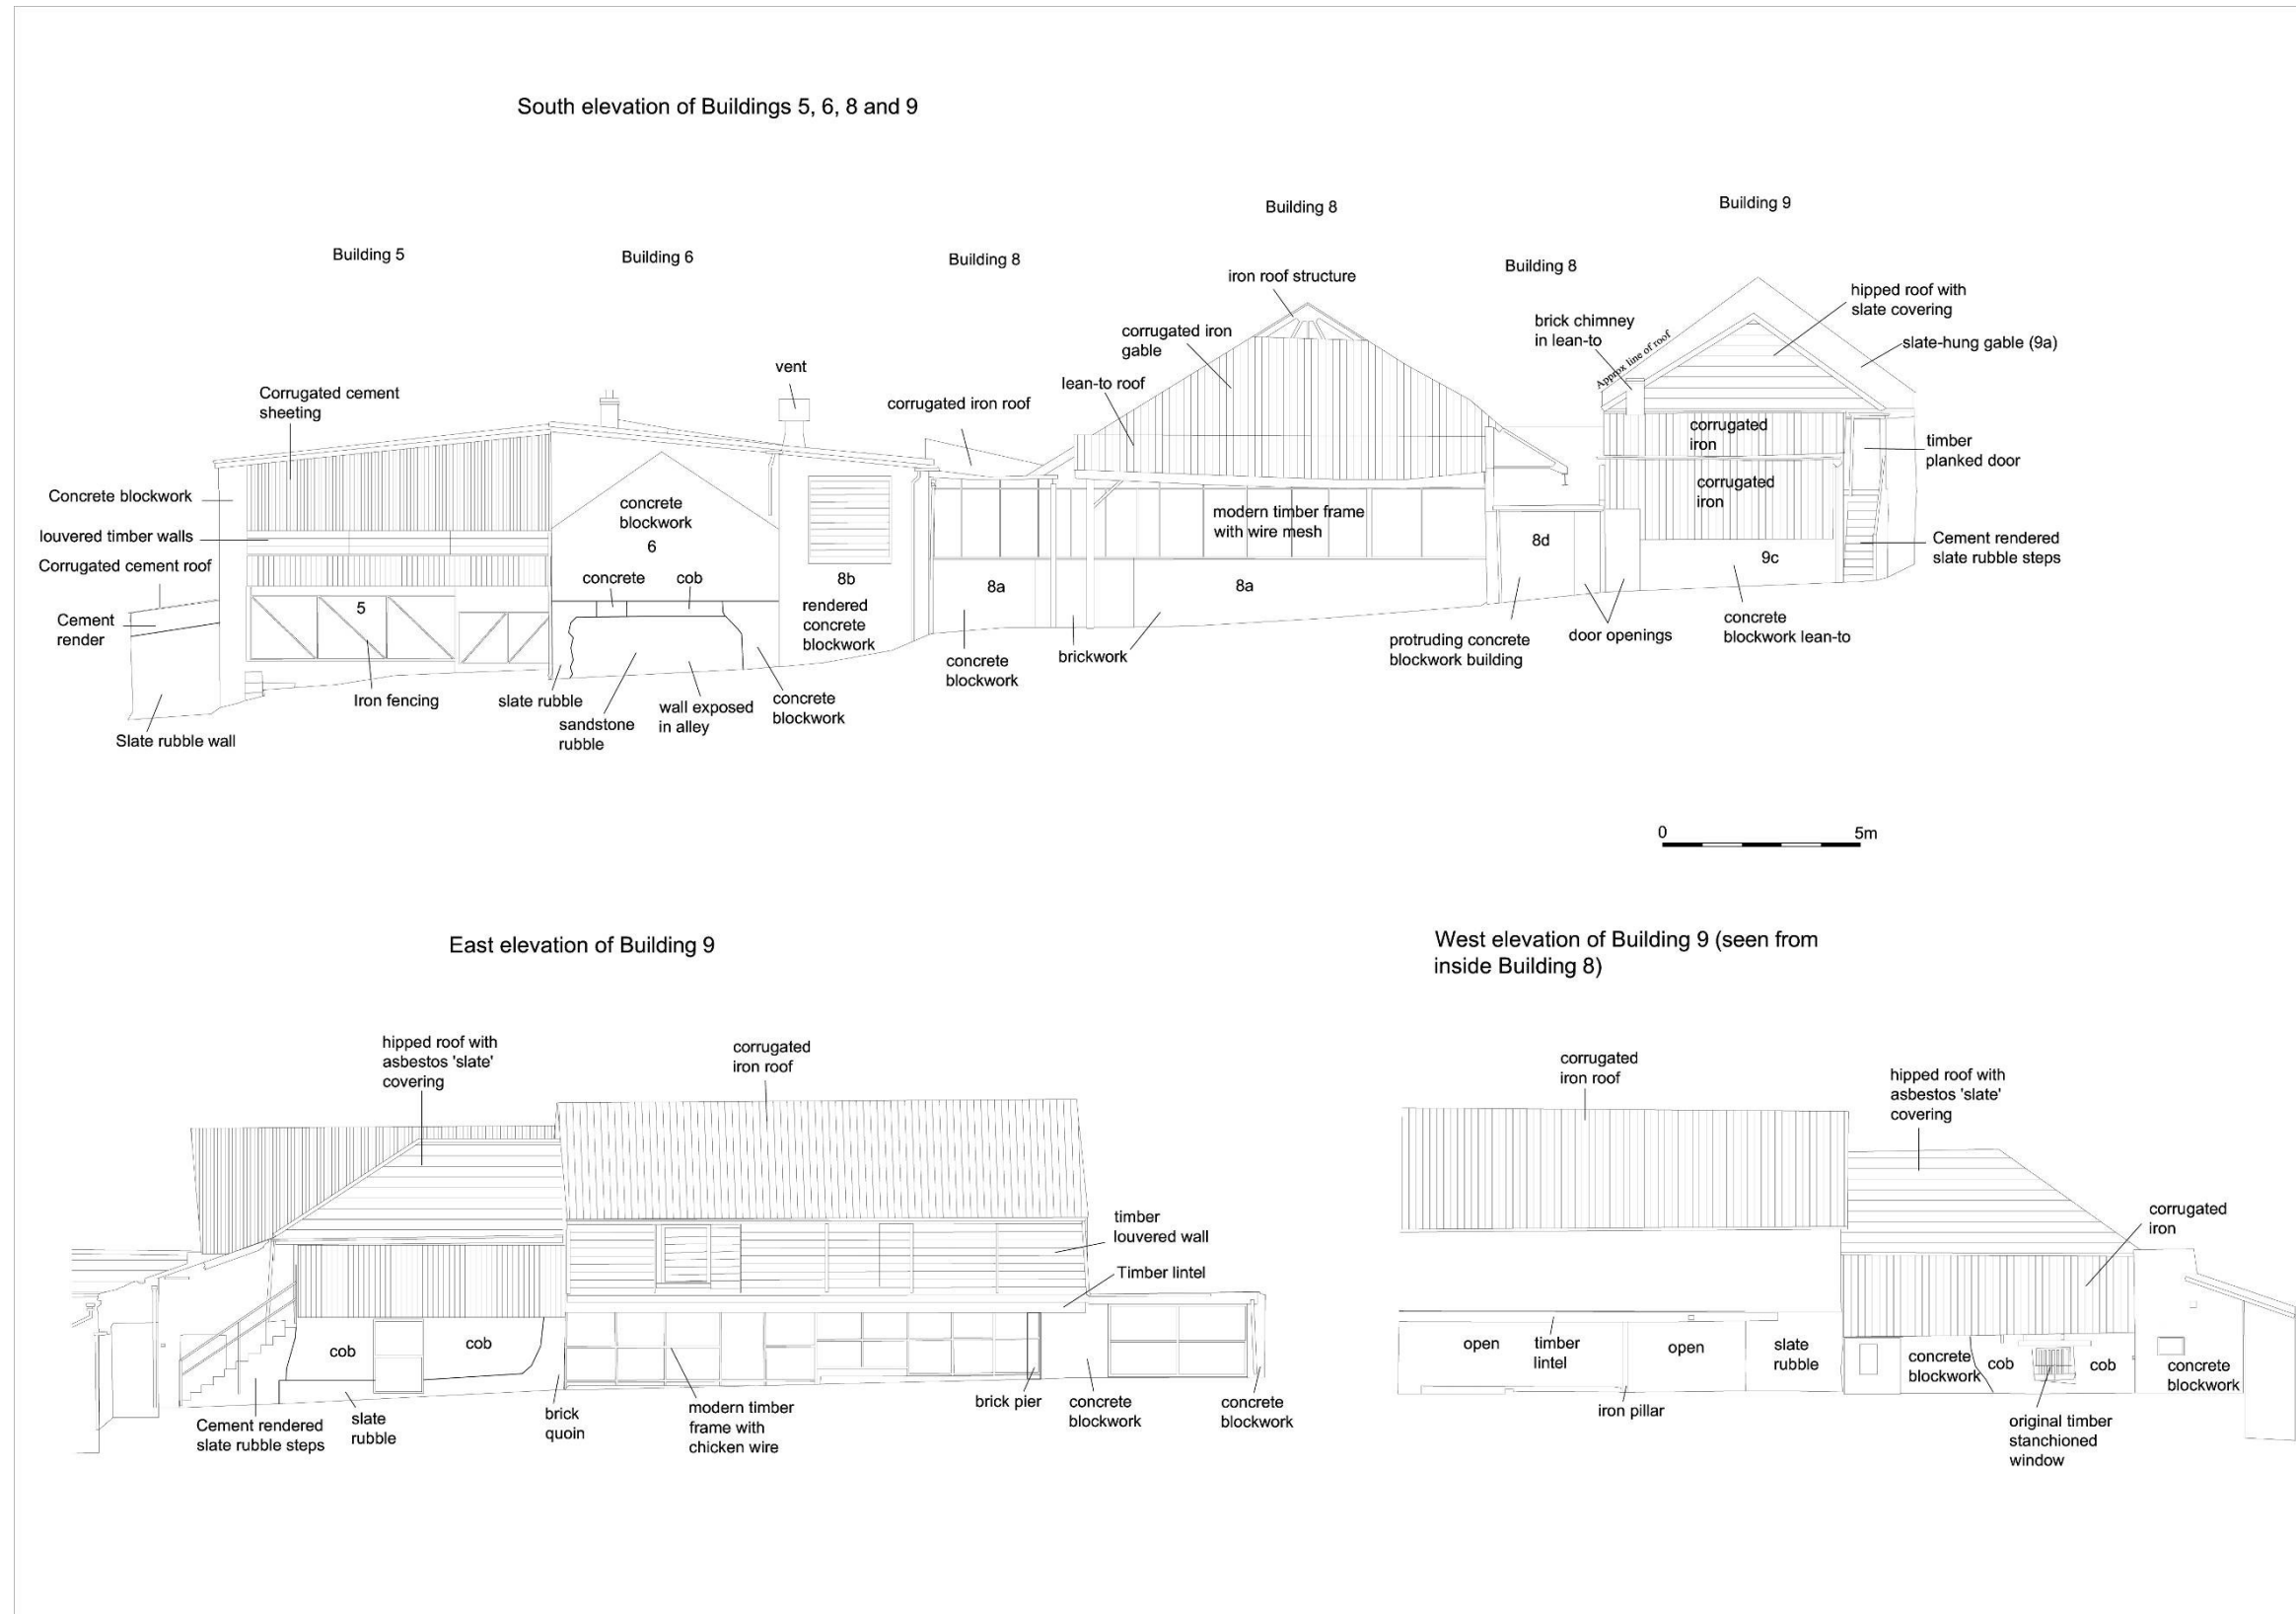 South elevation of Buildings 5, 6, 8 and 9
Building 5
Building 6
Building 8
Building 8
Building 8
Building 9
Corrugated cement
sheeting
Concrete blockwork
louvered timber walls
Corrugated cement roof
Cement
render
Slate rubble wall
5
Iron fencing
concrete
blockwork
6
concrete
cob
slate rubble
sandstone
rubble
wall exposed
in alley
concrete
blockwork
vent
8b
rendered
concrete
blockwork
corrugated iron roof
8a
concrete
blockwork
lean-to roof
corrugated iron
gable
iron roof structure
modern timber frame
with wire mesh
8a
brickwork
8d
protruding concrete
blockwork building
door openings
brick chimney
in lean-to
Approx line of roof
hipped roof with
slate covering
slate-hung gable (9a)
corrugated
iron
corrugated
iron
timber
planked door
9c
Cement rendered
slate rubble steps
concrete
blockwork lean-to
0
5m
East elevation of Building 9
hipped roof with
asbestos 'slate'
covering
corrugated
iron roof
timber
louvered wall
Timber lintel
cob
cob
Cement rendered
slate rubble steps
slate
rubble
brick
quoin
modern timber
frame with
chicken wire
brick pier
concrete
blockwork
concrete
blockwork
West elevation of Building 9 (seen from
inside Building 8)
corrugated
iron roof
hipped roof with
asbestos 'slate'
covering
corrugated
iron
open
timber
lintel
open
slate
rubble
concrete
blockwork
cob
cob
concrete
blockwork
iron pillar
original timber
stanchioned
window